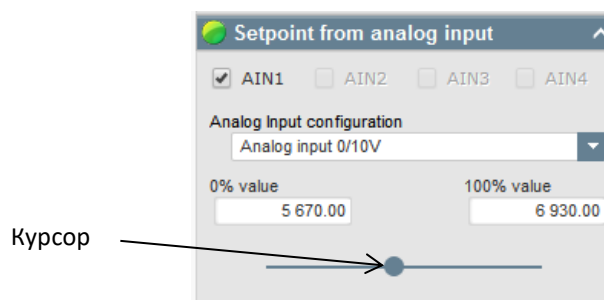 Setpoint from analog input
AIN1 AIN2 AIN3 AIN4
Analog Input configuration
Analog input 0/10V
0% value 100% value
5 670.00 6 930.00
Курсор